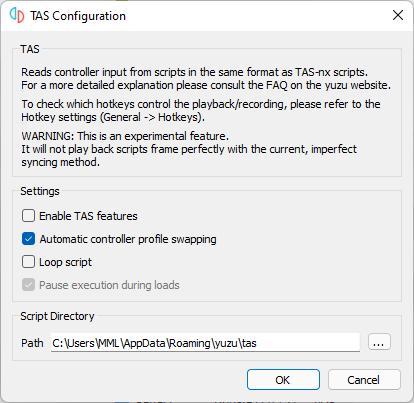 TAS Configuration
TAS
Reads controller input from scripts in the same format as TAS-nx scripts.
For a more detailed explanation please consult the FAQ on the yuzu website.
To check which hotkeys control the playback/recording, please refer to the
Hotkey settings (General -> Hotkeys).
WARNING: This is an experimental feature.
It will not play back scripts frame perfectly with the current, imperfect
syncing method.
Settings
Enable TAS features
Automatic controller profile swapping
Loop script
Pause execution during loads
Script Directory
Path C:\Users\MML\AppData\Roaming\yuzu\tas ...
OK Cancel